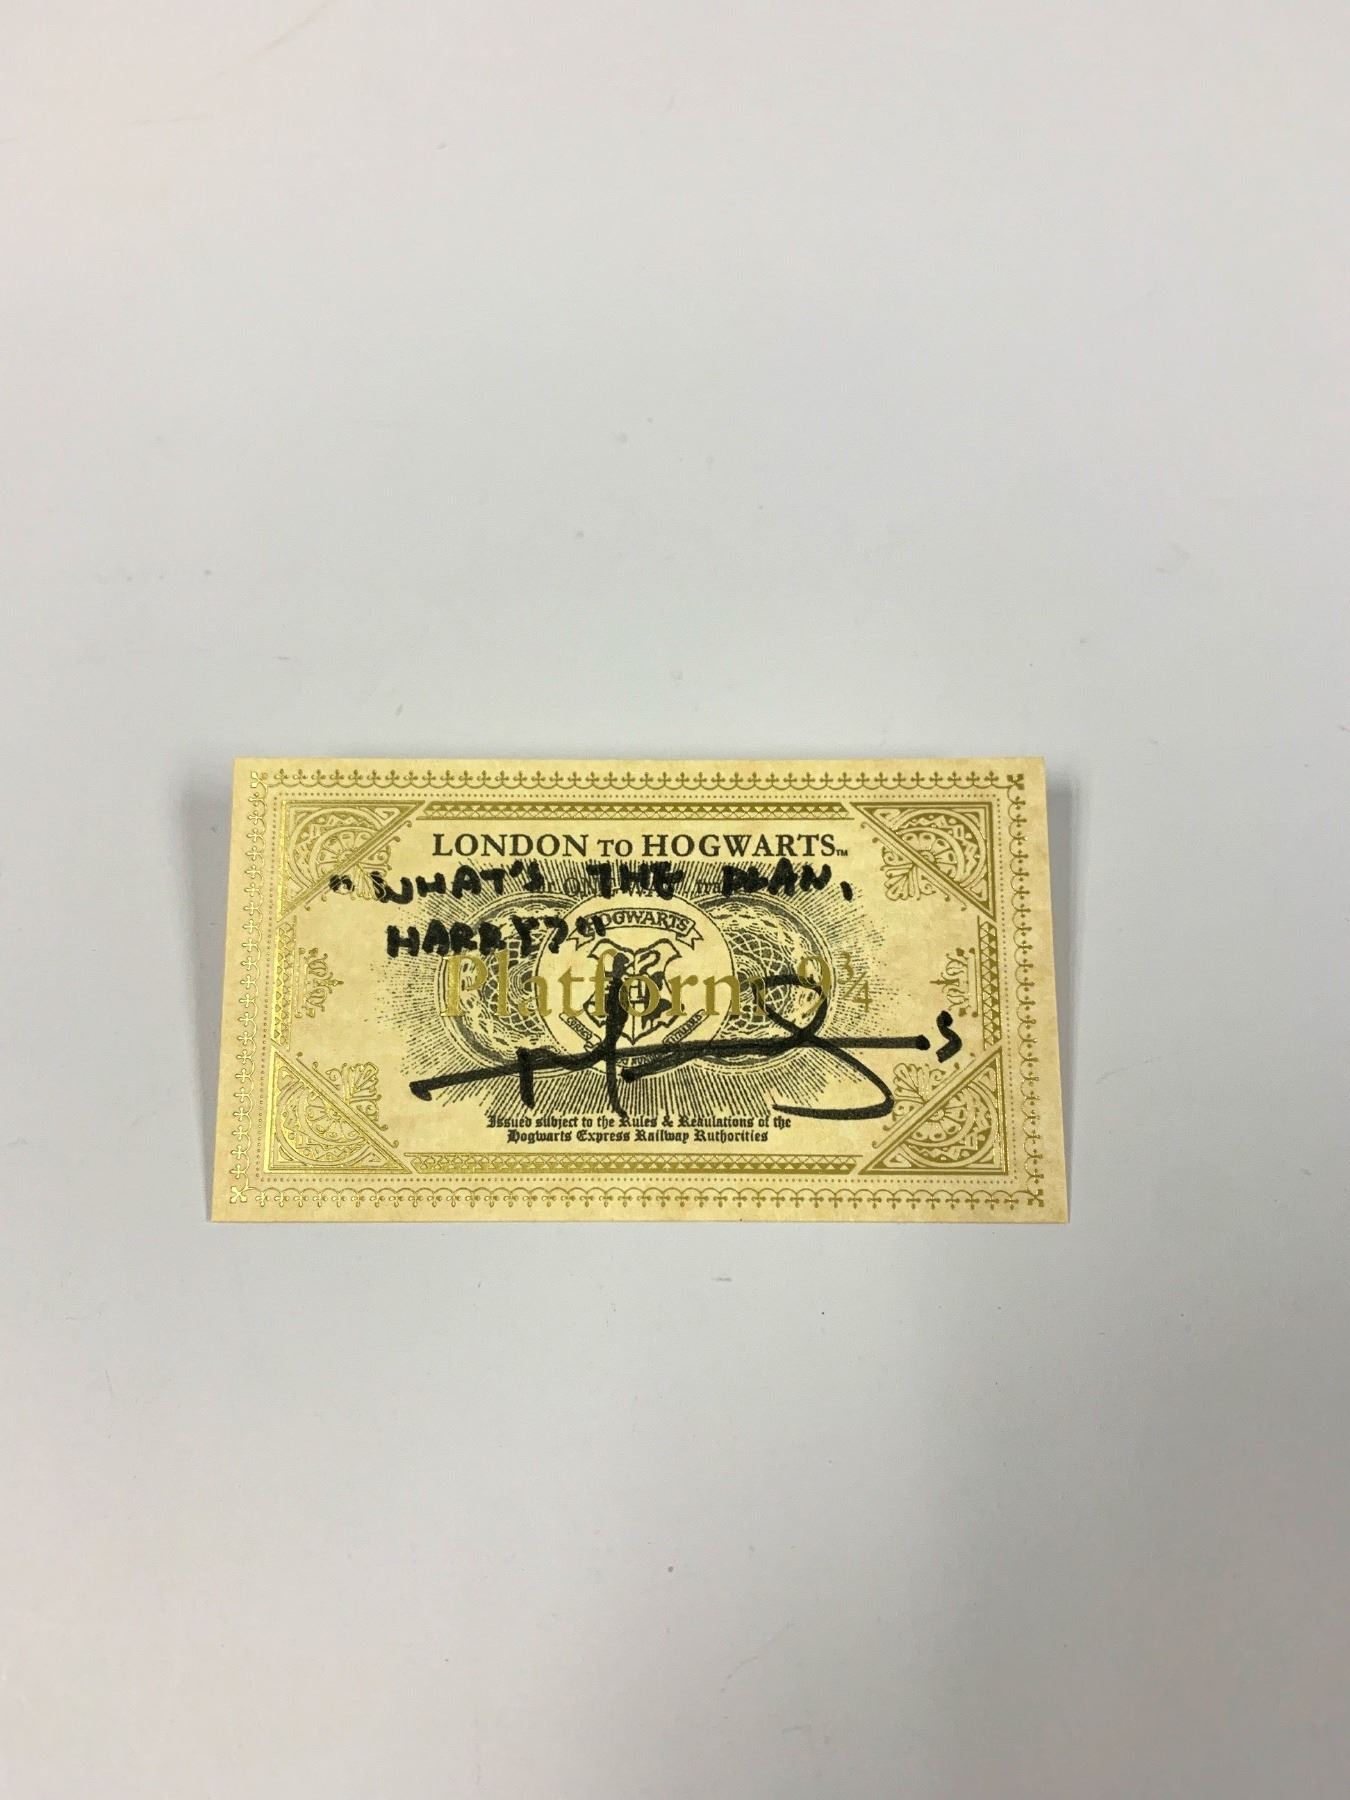 LONDON TO HOGWARTS™
"WHAT'S THE PLAN,
HARRY?"
HOGWARTS
Platform 9¾
Issued subject to the Rules & Regulations of the
Hogwarts Express Railway Authorities